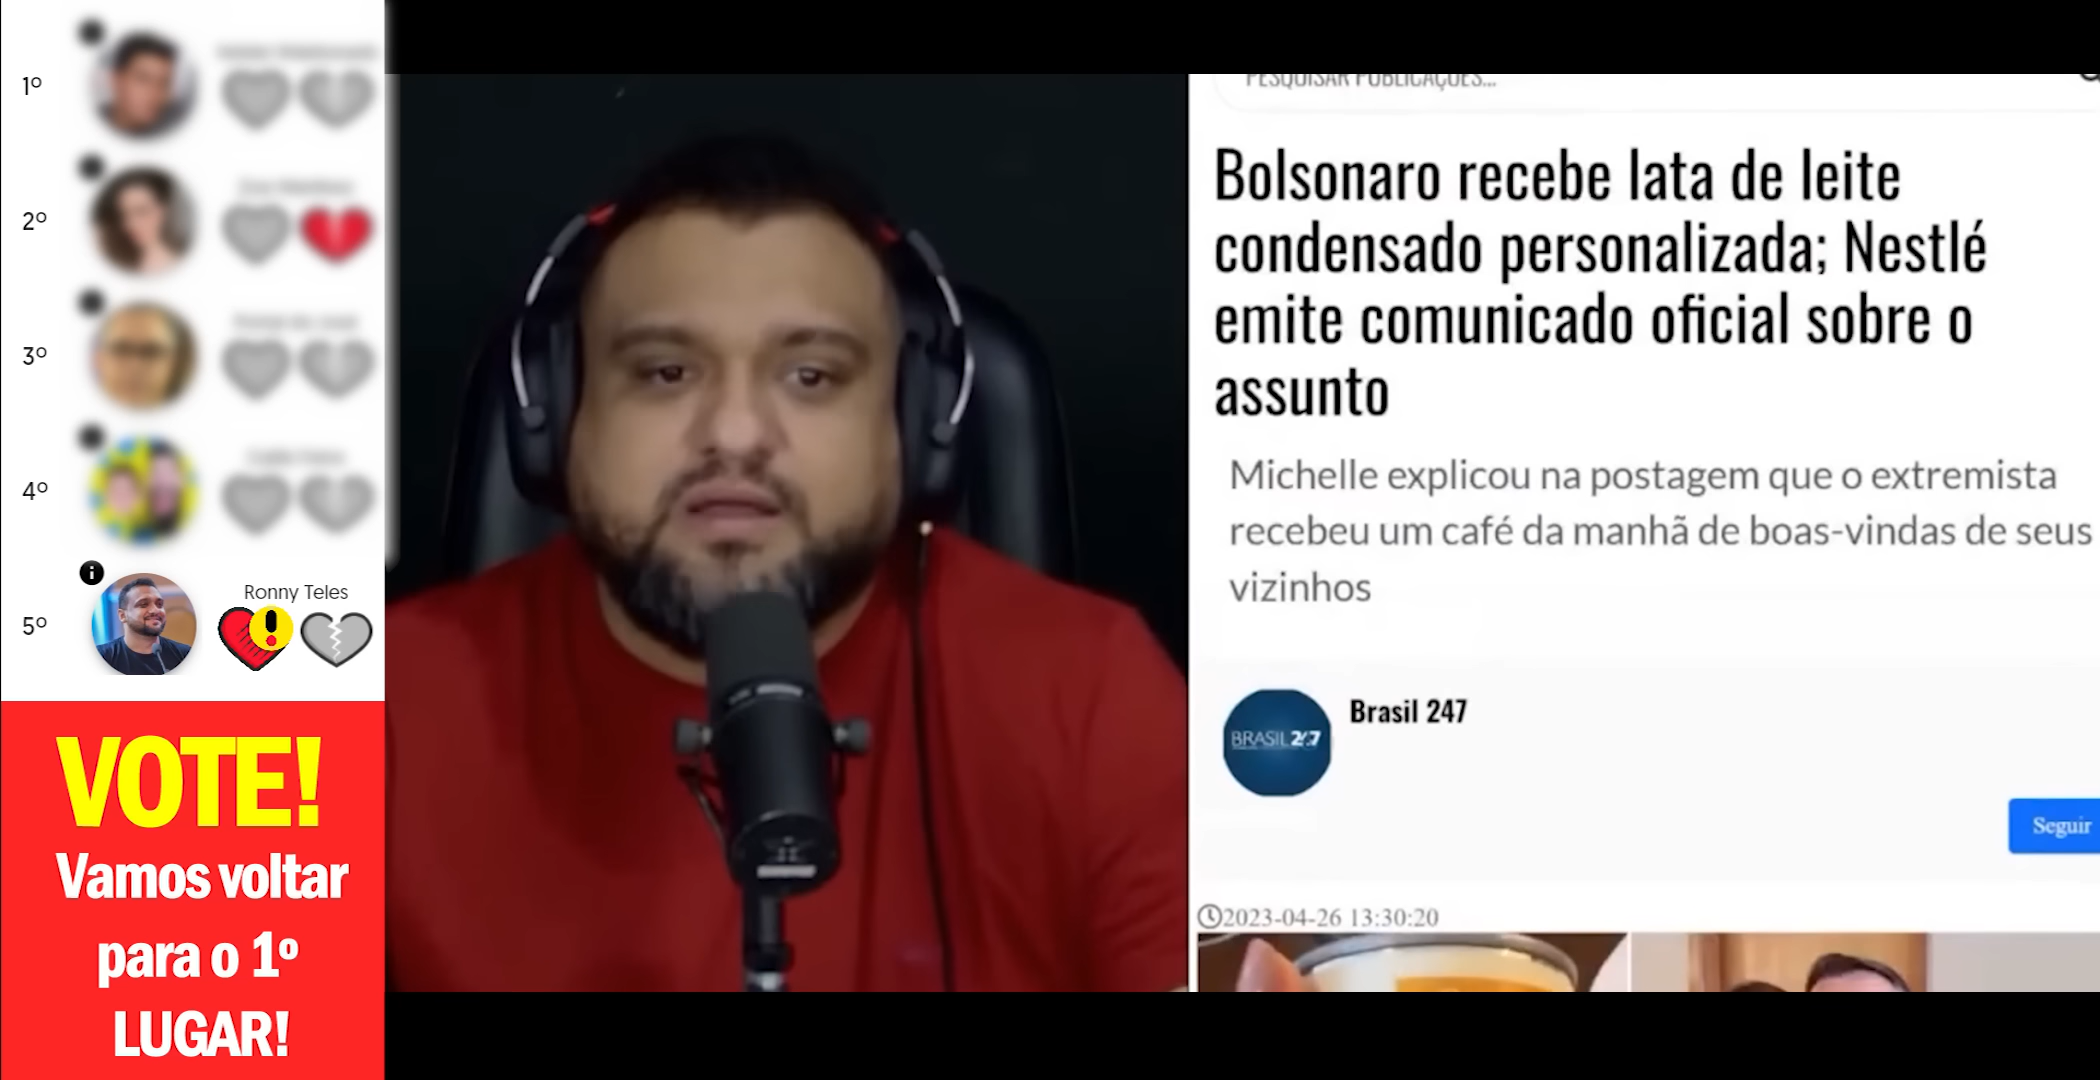 1º
2º
3º
4º
5º
i
Ronny Teles
VOTE!
Vamos voltar
para o 1º
LUGAR!
PESQUISAR PUBLICAÇÕES...
Bolsonaro recebe lata de leite
condensado personalizada; Nestlé
emite comunicado oficial sobre o
assunto
Michelle explicou na postagem que o extremista
recebeu um café da manhã de boas-vindas de seus
vizinhos
BRASIL 247
Brasil 247
Seguir
2023-04-26 13:30:20